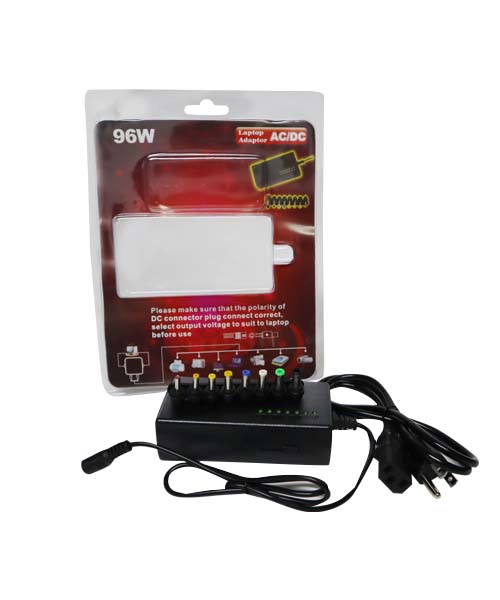 96W
Laptop
Adaptor AC/DC
Please make sure that the polarity of
DC connector plug connect correct,
select output voltage to suit to laptop
before use